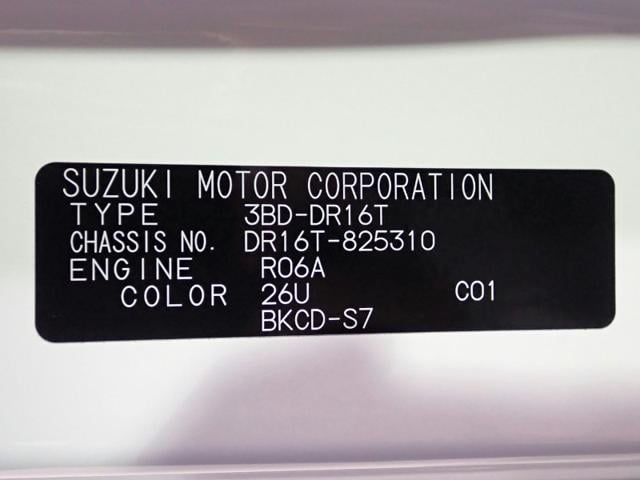 SUZUKI MOTOR CORPORATION
TYPE 3BD-DR16T
CHASSIS NO. DR16T-825310
ENGINE R06A
COLOR 26U C01
BKCD-S7